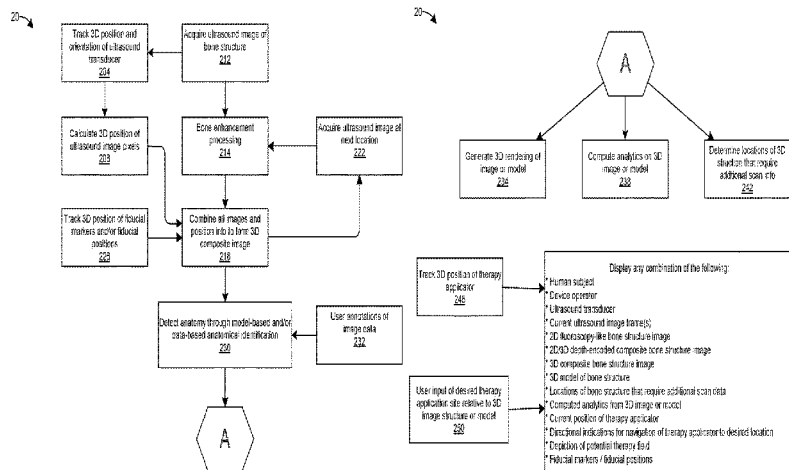 20
Track 3D position and
orientation of ultrasound
transducer
204
Acquire ultrasound image of
bone structure
212
Calculate 3D position of
ultrasound image pixels
208
Bone enhancement
processing
214
Acquire ultrasound image at
next location
222
Track 3D position of fiducial
markers and/or fiducial
positions
226
Combine all images and
position info to form 3D
composite image
218
Detect anatomy through model-based and/or
data-based anatomical identification
230
User annotations of
image data
232
A
20
A
Generate 3D rendering of
image or model
234
Compute analytics on 3D
image or model
238
Determine locations of 3D
structure that require
additional scan info
242
Track 3D position of therapy
applicator
246
User input of desired therapy
application site relative to 3D
image structure or model
250
Display any combination of the following:
* Human subject
* Device operator
* Ultrasound transducer
* Current ultrasound image frame(s)
* 2D fluoroscopy-like bone structure image
* 2D/3D depth-encoded composite bone structure image
* 3D composite bone structure image
* 3D model of bone structure
* Locations of bone structure that require additional scan data
* Computed analytics from 3D image or model
* Current position of therapy applicator
* Directional indications for navigation of therapy applicator to desired location
* Depiction of potential therapy field
* Fiducial markers / fiducial positions